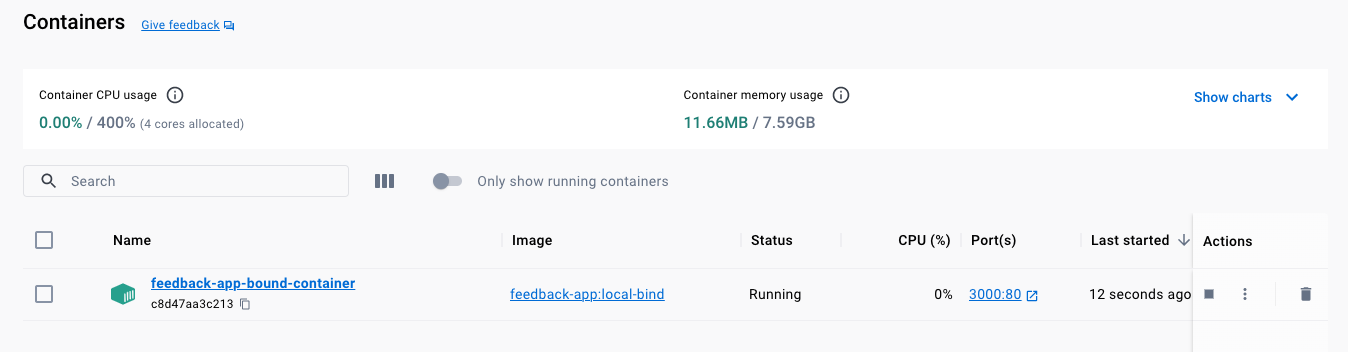 Containers Give feedback
Container CPU usage
0.00% / 400% (4 cores allocated)
Container memory usage
11.66MB / 7.59GB
Show charts
Search
Only show running containers
Name Image Status CPU (%) Port(s) Last started Actions
feedback-app-bound-container
c8d47aa3c213
feedback-app:local-bind Running 0% 3000:80 12 seconds ago